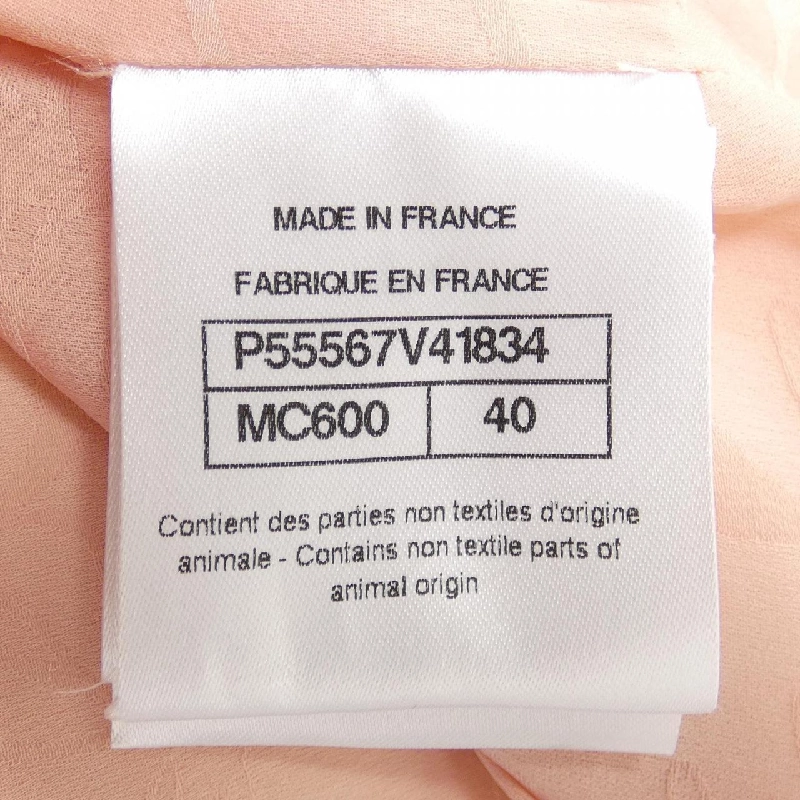 MADE IN FRANCE
FABRIQUE EN FRANCE
P55567V41834
MC600 40
Contient des parties non textiles d'origine
animale - Contains non textile parts of
animal origin